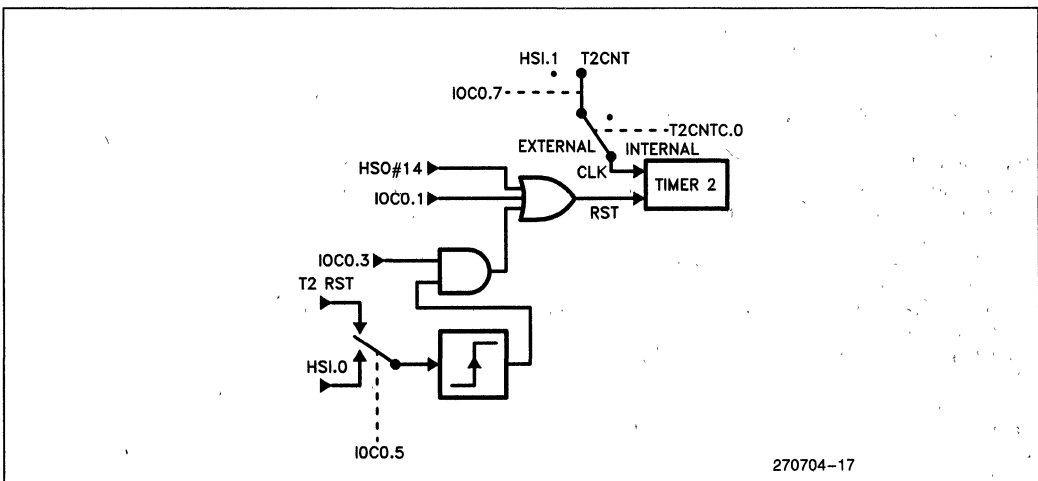 HSI.1 T2CNT
IOC0.7
T2CNTC.0
EXTERNAL INTERNAL
HSO#14
CLK
TIMER 2
IOC0.1
RST
IOC0.3
T2 RST
HSI.0
IOC0.5
270704-17